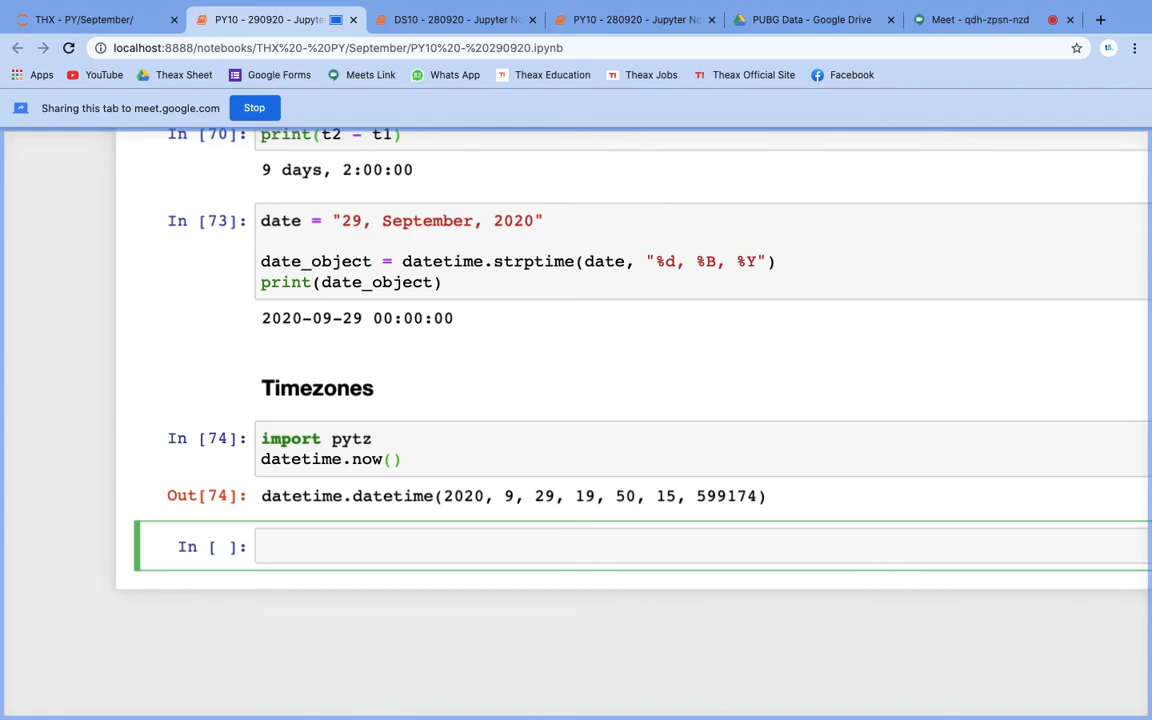 THX - PY/September/
PY10 - 290920 - Jupyte
DS10 - 280920 - Jupyter No
PY10 - 280920 - Jupyter No
PUBG Data - Google Drive
Meet - qdh-zpsn-nzd
localhost:8888/notebooks/THX%20-%20PY/September/PY10%20-%20290920.ipynb
t8.
Apps YouTube Theax Sheet Google Forms Meets Link Whats App Theax Education Theax Jobs Theax Official Site Facebook
Sharing this tab to meet.google.com Stop
In [70]: print(t2 - t1)
9 days, 2:00:00
In [73]: date = "29, September, 2020"
date_object = datetime.strptime(date, "%d, %B, %Y")
print(date_object)
2020-09-29 00:00:00
Timezones
In [74]: import pytz
datetime.now()
Out[74]: datetime.datetime(2020, 9, 29, 19, 50, 15, 599174)
In [ ]: